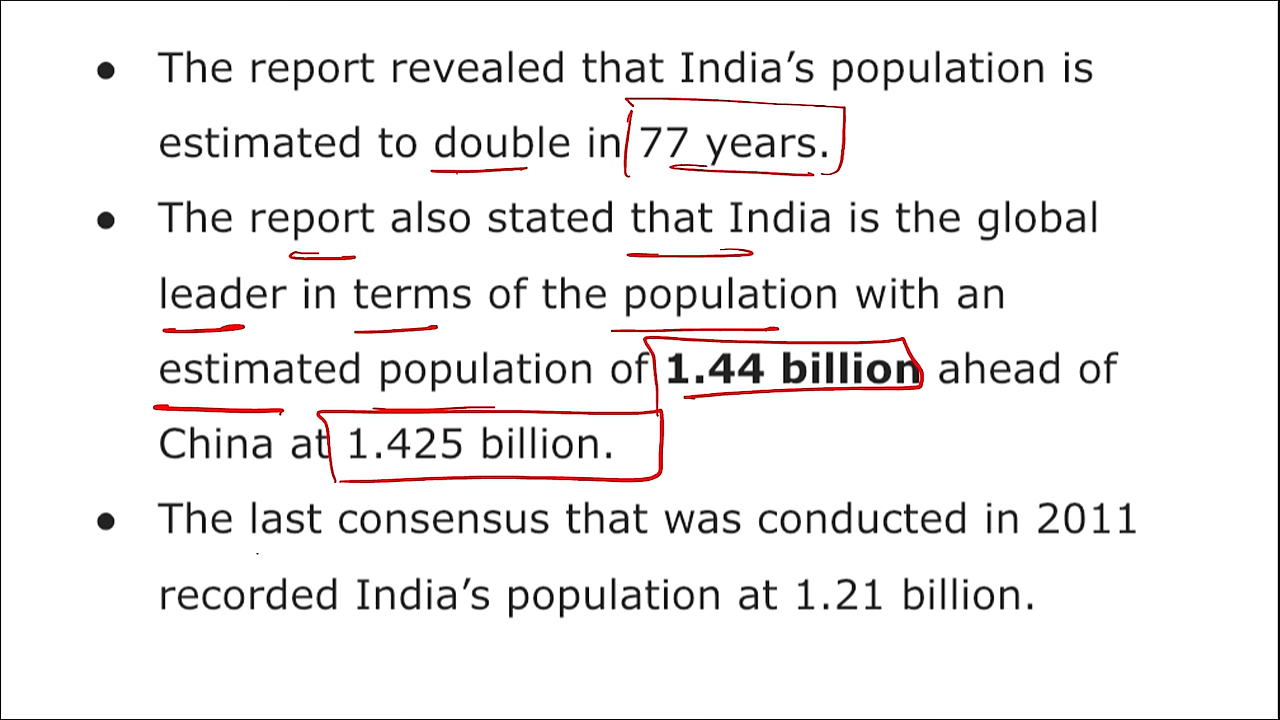 ● The report revealed that India’s population is
estimated to double in 77 years.
● The report also stated that India is the global
leader in terms of the population with an
estimated population of 1.44 billion ahead of
China at 1.425 billion.
● The last consensus that was conducted in 2011
recorded India’s population at 1.21 billion.